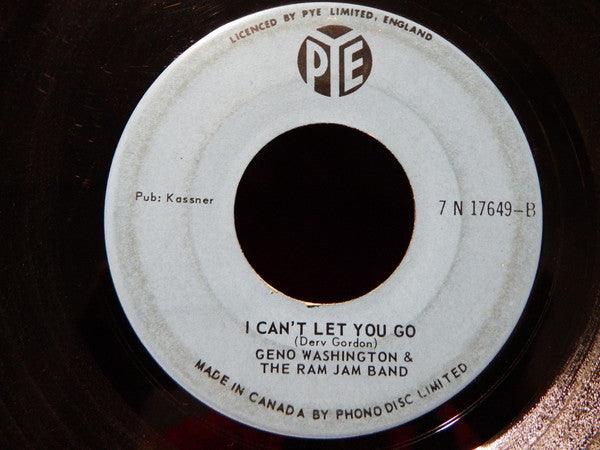 LICENCED BY PYE LIMITED, ENGLAND
PYE
Pub: Kassner
7 N 17649-B
I CAN'T LET YOU GO
(Derv Gordon)
GENO WASHINGTON &
THE RAM JAM BAND
MADE IN CANADA BY PHONODISC LIMITED